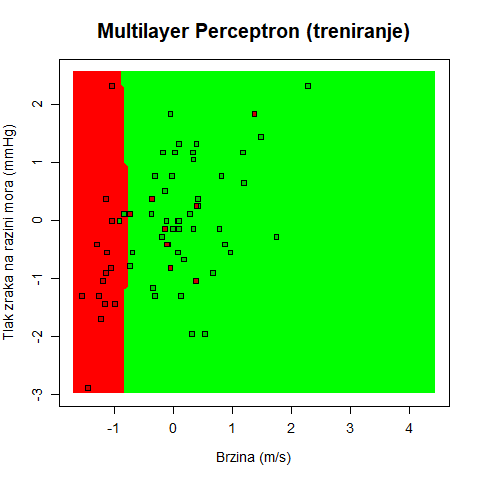 Multilayer Perceptron (treniranje)
Tlak zraka na razini mora (mmHg)
2
1
0
-1
-2
-3
-1 0 1 2 3 4
Brzina (m/s)